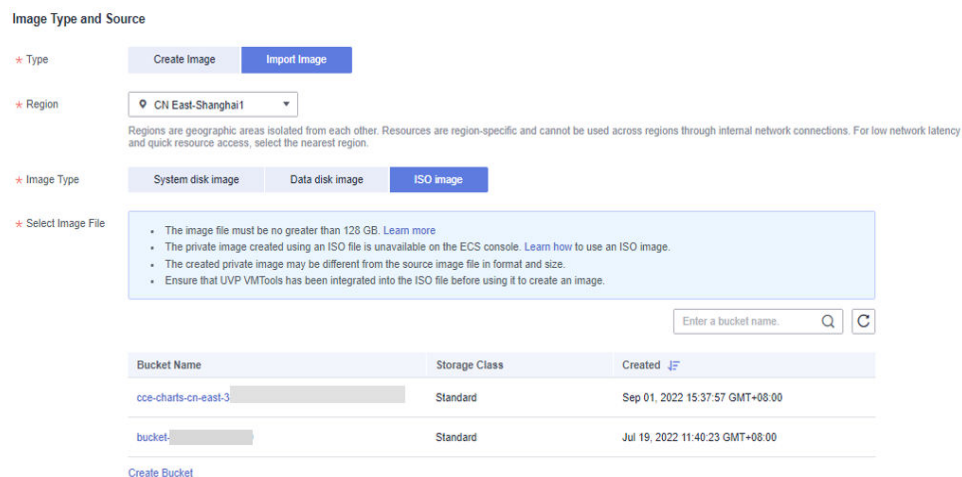 Image Type and Source
* Type
Create Image
Import Image
* Region
CN East-Shanghai1
Regions are geographic areas isolated from each other. Resources are region-specific and cannot be used across regions through internal network connections. For low network latency
and quick resource access, select the nearest region.
* Image Type
System disk image
Data disk image
ISO image
* Select Image File
• The image file must be no greater than 128 GB. Learn more
• The private image created using an ISO file is unavailable on the ECS console. Learn how to use an ISO image.
• The created private image may be different from the source image file in format and size.
• Ensure that UVP VMTools has been integrated into the ISO file before using it to create an image.
Enter a bucket name.
Bucket Name
Storage Class
Created
cce-charts-cn-east-3
Standard
Sep 01, 2022 15:37:57 GMT+08:00
bucket-
Standard
Jul 19, 2022 11:40:23 GMT+08:00
Create Bucket